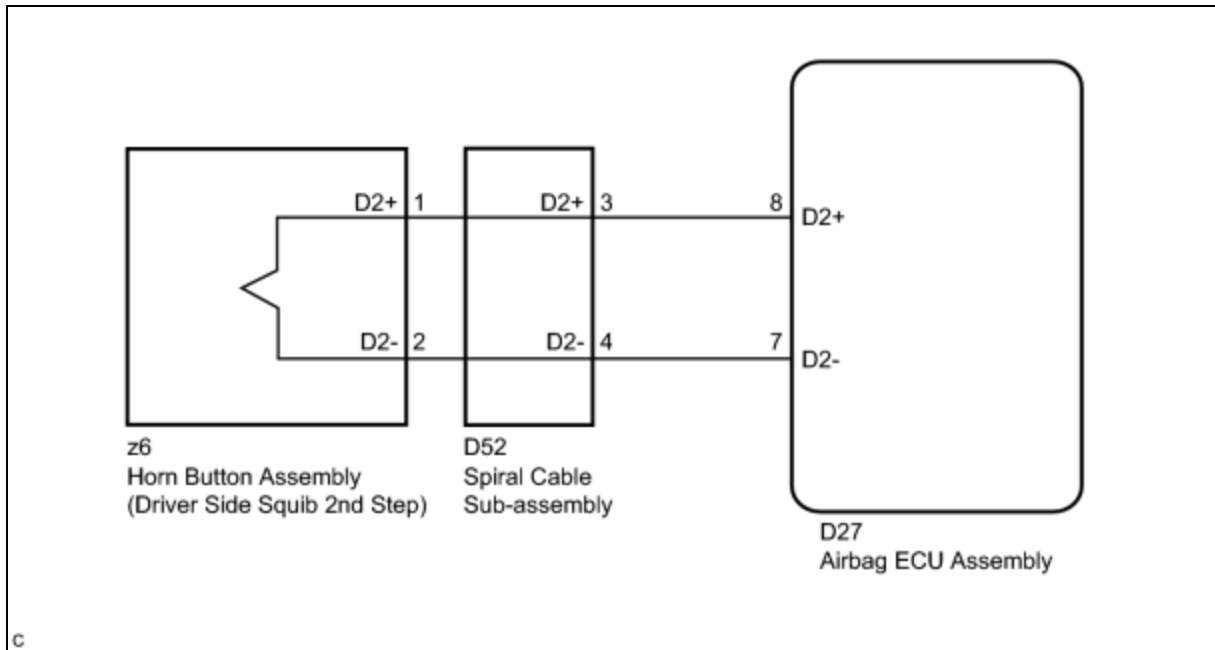 D2+ 1 D2+ 3 8 D2+
D2- 2 D2- 4 7 D2-
z6
Horn Button Assembly
(Driver Side Squib 2nd Step)
D52
Spiral Cable
Sub-assembly
D27
Airbag ECU Assembly
c